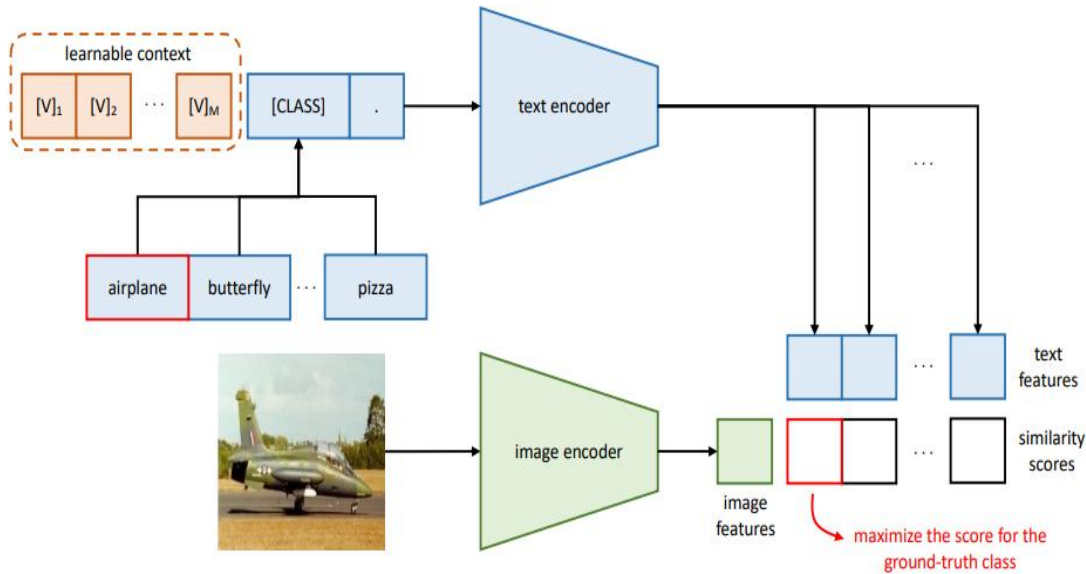 learnable context
[V]₁ [V]₂ ... [V]M [CLASS] .
text encoder
...
airplane butterfly ... pizza
... text
features
image encoder
... similarity
scores
image
features
maximize the score for the
ground-truth class